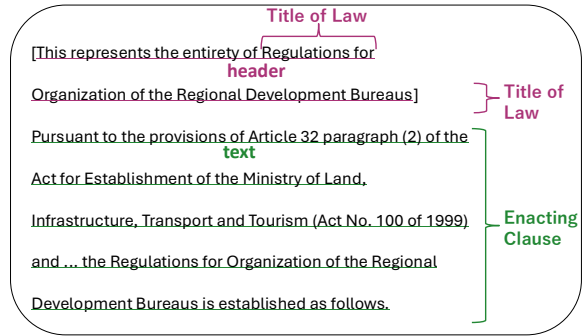 Title of Law
[This represents the entirety of Regulations for
header
Organization of the Regional Development Bureaus]
Title of
Law
Pursuant to the provisions of Article 32 paragraph (2) of the
text
Act for Establishment of the Ministry of Land,
Infrastructure, Transport and Tourism (Act No. 100 of 1999)
Enacting
Clause
and ... the Regulations for Organization of the Regional
Development Bureaus is established as follows.